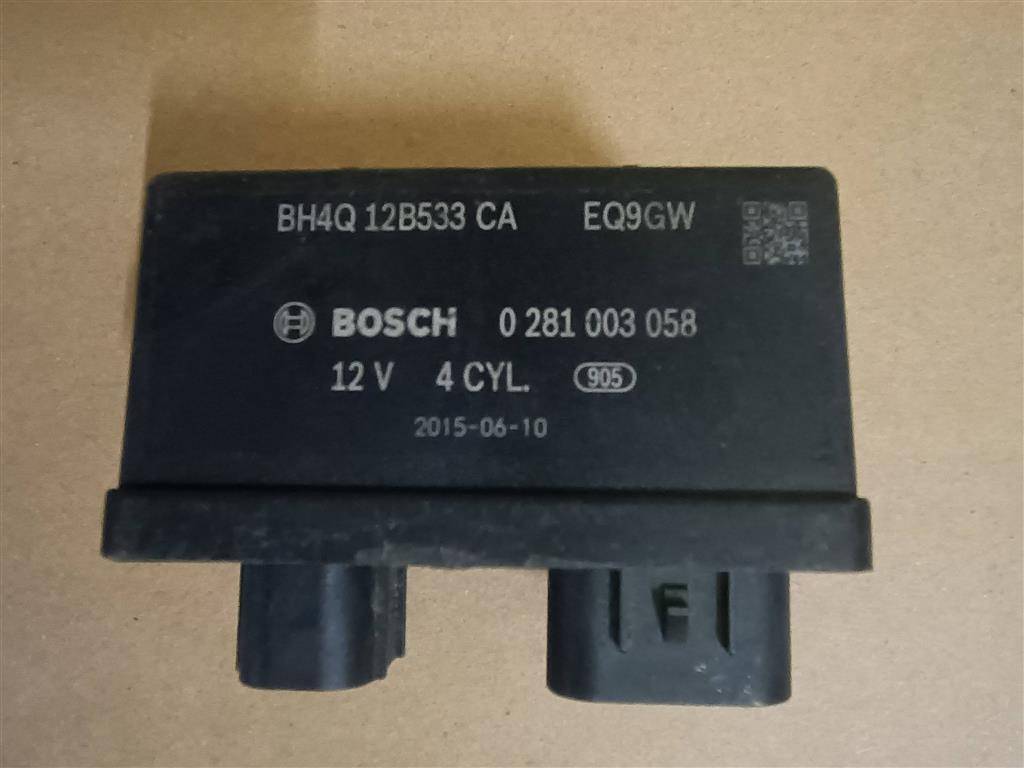 BH4Q 12B533 CA EQ9GW
BOSCH 0 281 003 058
12 V 4 CYL. 905
2015-06-10